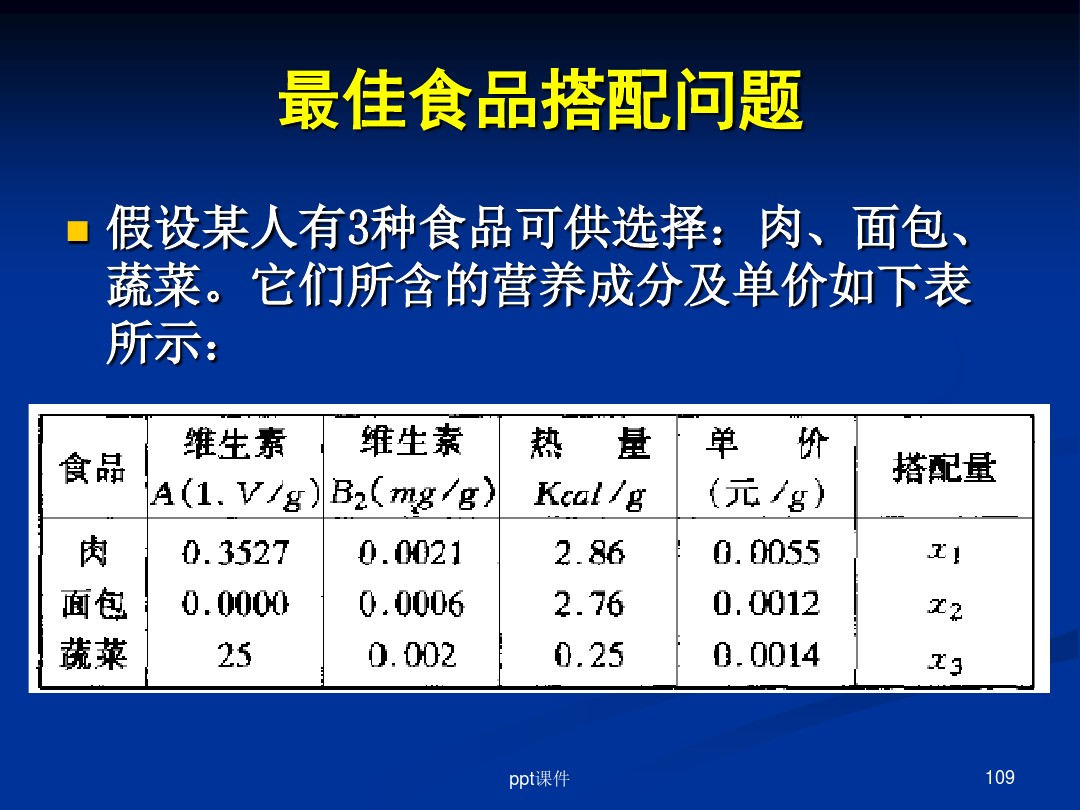 最佳食品搭配问题
假设某人有3种食品可供选择：肉、面包、
蔬菜。它们所含的营养成分及单价如下表
所示：
食品 维生素 A(1.V/g) 维生素 B₂(mg/g) 热量 Kcal/g 单价 (元/g) 搭配量
肉 0.3527 0.0021 2.86 0.0055 x₁
面包 0.0000 0.0006 2.76 0.0012 x₂
蔬菜 25 0.002 0.25 0.0014 x₃
ppt课件
109